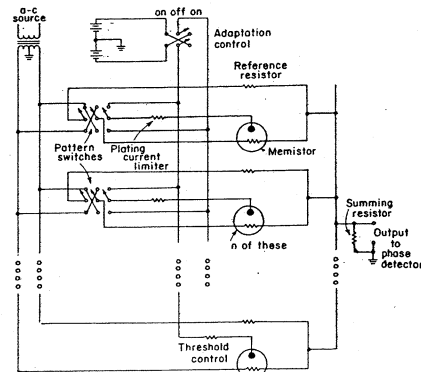 a-c
source
on off on
Adaptation
control
Reference
resistor
Pattern
switches
Plating
current
limiter
Memistor
n of these
Summing
resistor
Output
to
phase
detector
Threshold
control